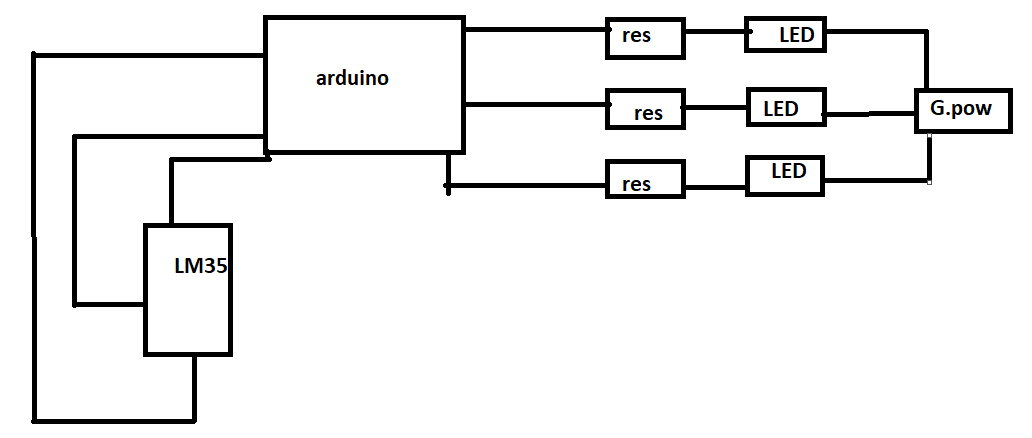 res
LED
arduino
res
LED
G.pow
res
LED
LM35